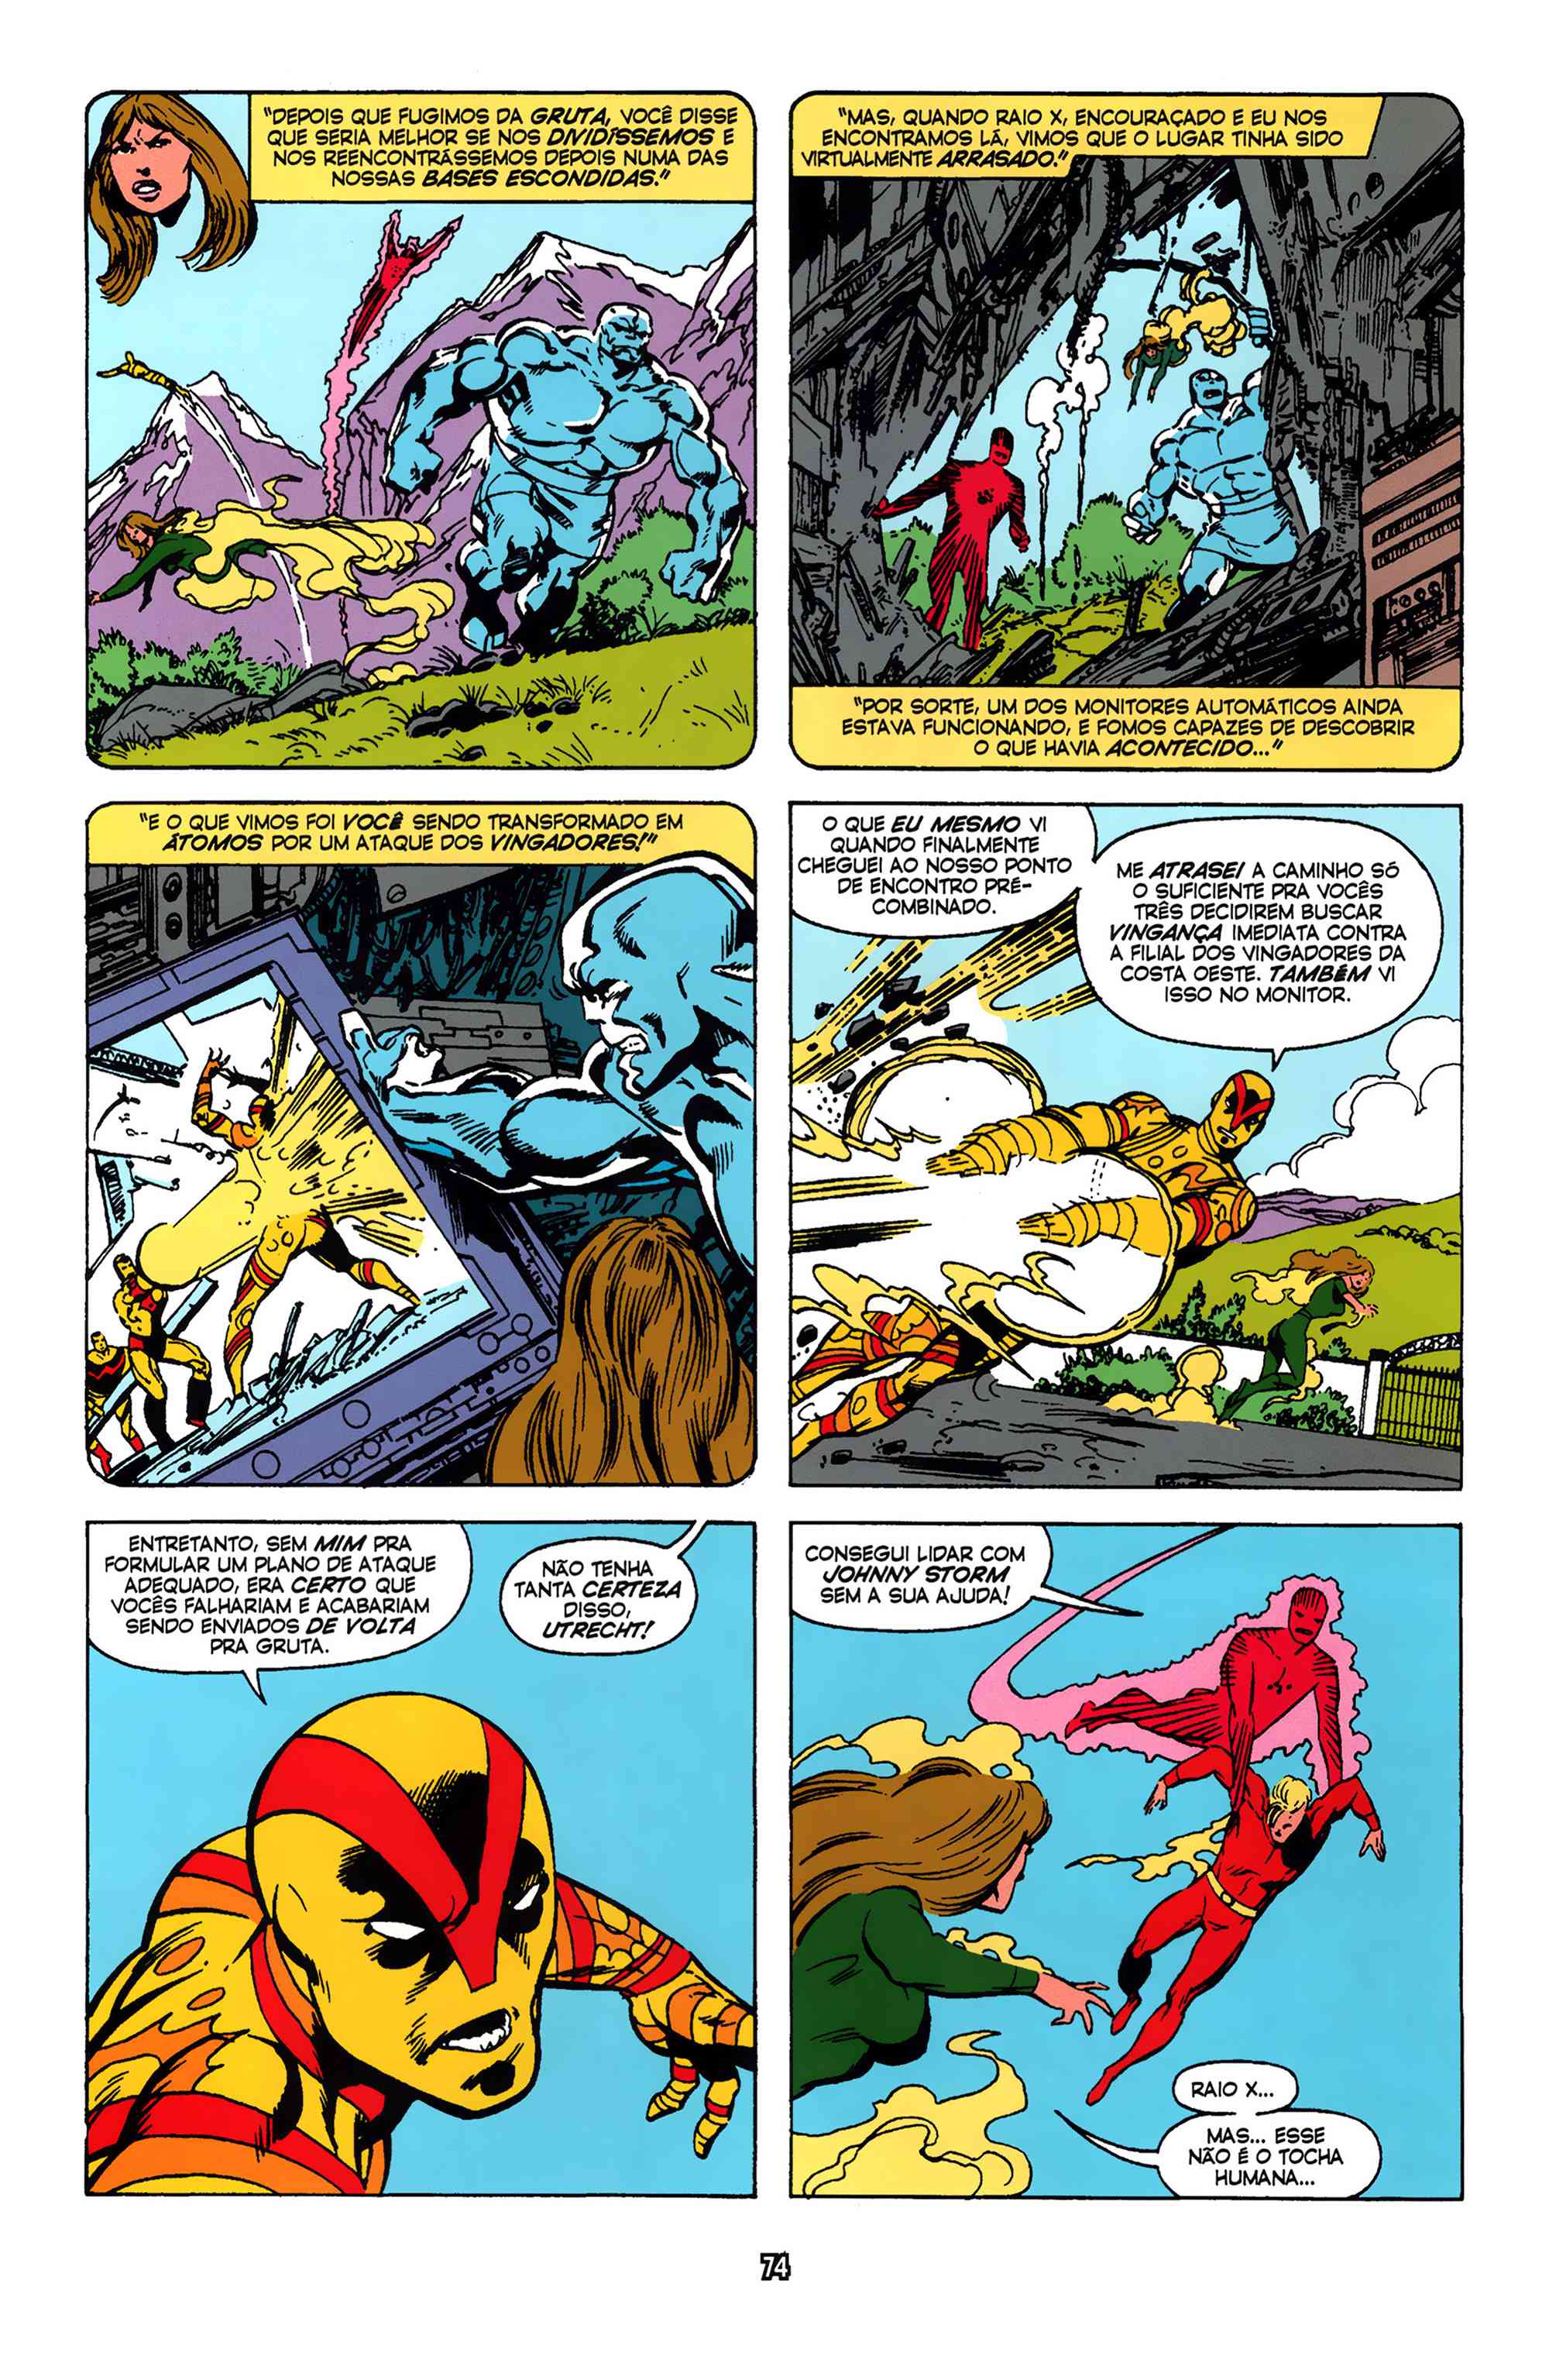 "DEPOIS QUE FUGIMOS DA GRUTA, VOCÊ DISSE
QUE SERIA MELHOR SE NOS DIVIDÍSSEMOS E
NOS REENCONTRÁSSEMOS DEPOIS NUMA DAS
NOSSAS BASES ESCONDIDAS."
"MAS, QUANDO RAIO X, ENCOURAÇADO E EU NOS
ENCONTRAMOS LÁ, VIMOS QUE O LUGAR TINHA SIDO
VIRTUALMENTE ARRASADO."
"POR SORTE, UM DOS MONITORES AUTOMÁTICOS AINDA
ESTAVA FUNCIONANDO, E FOMOS CAPAZES DE DESCOBRIR
O QUE HAVIA ACONTECIDO..."
"E O QUE VIMOS FOI VOCÊ SENDO TRANSFORMADO EM
ÁTOMOS POR UM ATAQUE DOS VINGADORES!"
O QUE EU MESMO VI
QUANDO FINALMENTE
CHEGUEI AO NOSSO PONTO
DE ENCONTRO PRÉ-
COMBINADO.
ME ATRASEI A CAMINHO SÓ
O SUFICIENTE PRA VOCÊS
TRÊS DECIDIREM BUSCAR
VINGANÇA IMEDIATA CONTRA
A FILIAL DOS VINGADORES DA
COSTA OESTE. TAMBÉM VI
ISSO NO MONITOR.
ENTRETANTO, SEM MIM PRA
FORMULAR UM PLANO DE ATAQUE
ADEQUADO, ERA CERTO QUE
VOCÊS FALHARIAM E ACABARIAM
SENDO ENVIADOS DE VOLTA
PRA GRUTA.
NÃO TENHA
TANTA CERTEZA
DISSO,
UTRECHT!
CONSEGUI LIDAR COM
JOHNNY STORM
SEM A SUA AJUDA!
RAIO X...
MAS... ESSE
NÃO É O TOCHA
HUMANA...
74